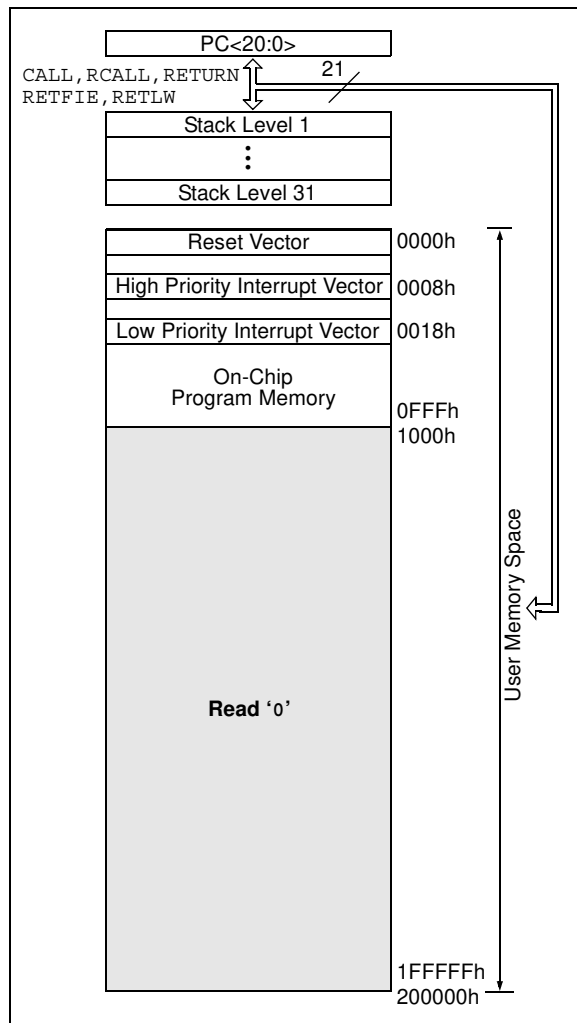 PC<20:0>
CALL,RCALL,RETURN
RETFIE,RETLW
21
Stack Level 1
Stack Level 31
Reset Vector
0000h
High Priority Interrupt Vector
0008h
Low Priority Interrupt Vector
0018h
On-Chip
Program Memory
0FFFh
1000h
User Memory Space
Read ‘0’
1FFFFFh
200000h